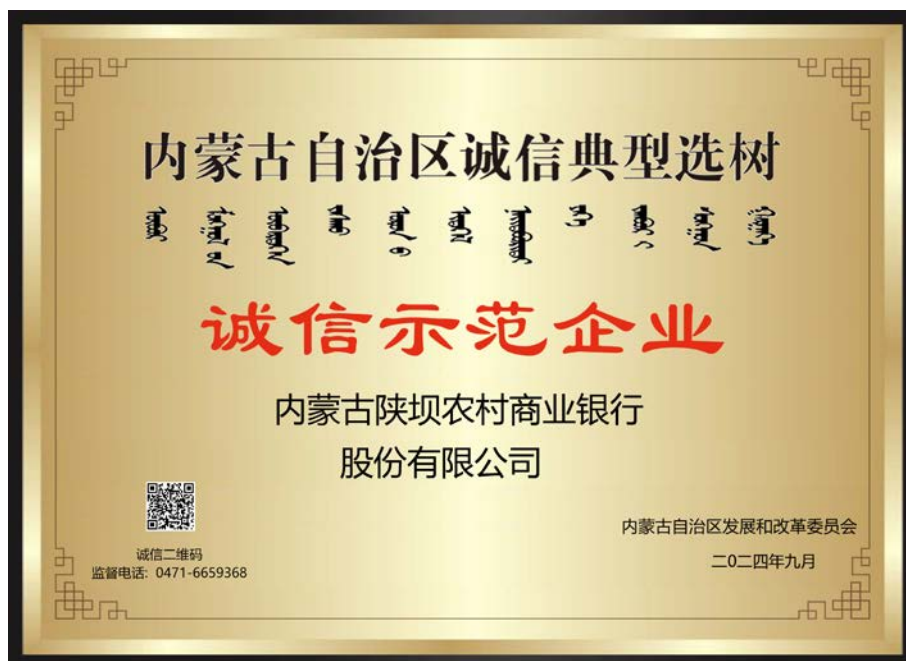 内蒙古自治区诚信典型选树
诚信示范企业
内蒙古陕坝农村商业银行
股份有限公司
诚信二维码
监督电话: 0471-6659368
内蒙古自治区发展和改革委员会
二〇二四年九月